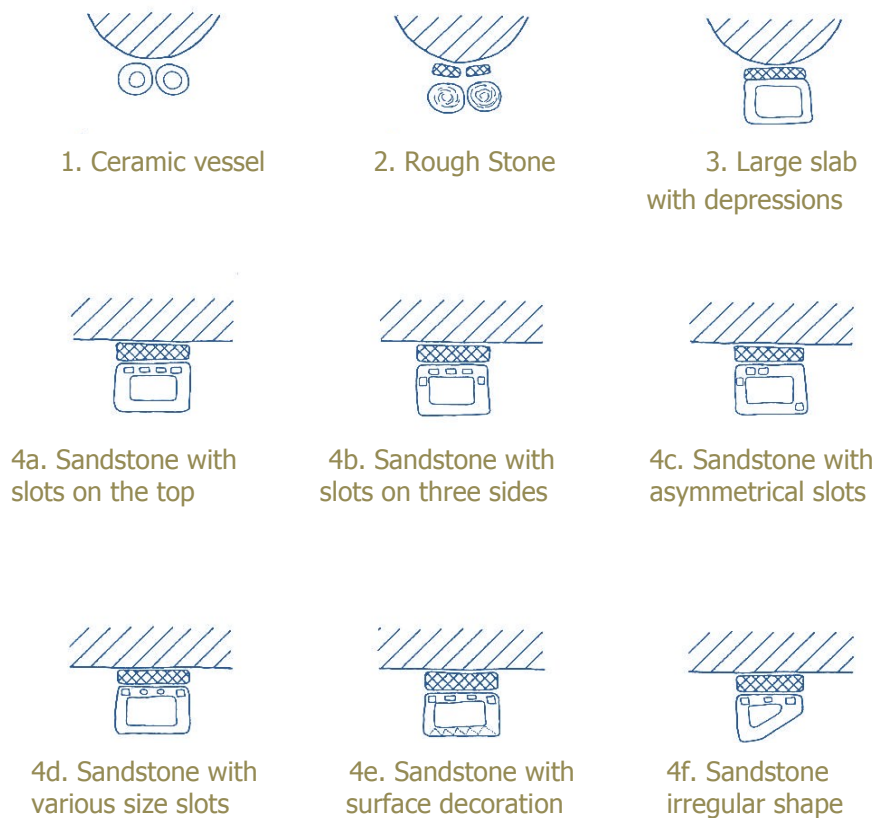 1. Ceramic vessel
2. Rough Stone
3. Large slab
with depressions
4a. Sandstone with
slots on the top
4b. Sandstone with
slots on three sides
4c. Sandstone with
asymmetrical slots
4d. Sandstone with
various size slots
4e. Sandstone with
surface decoration
4f. Sandstone
irregular shape